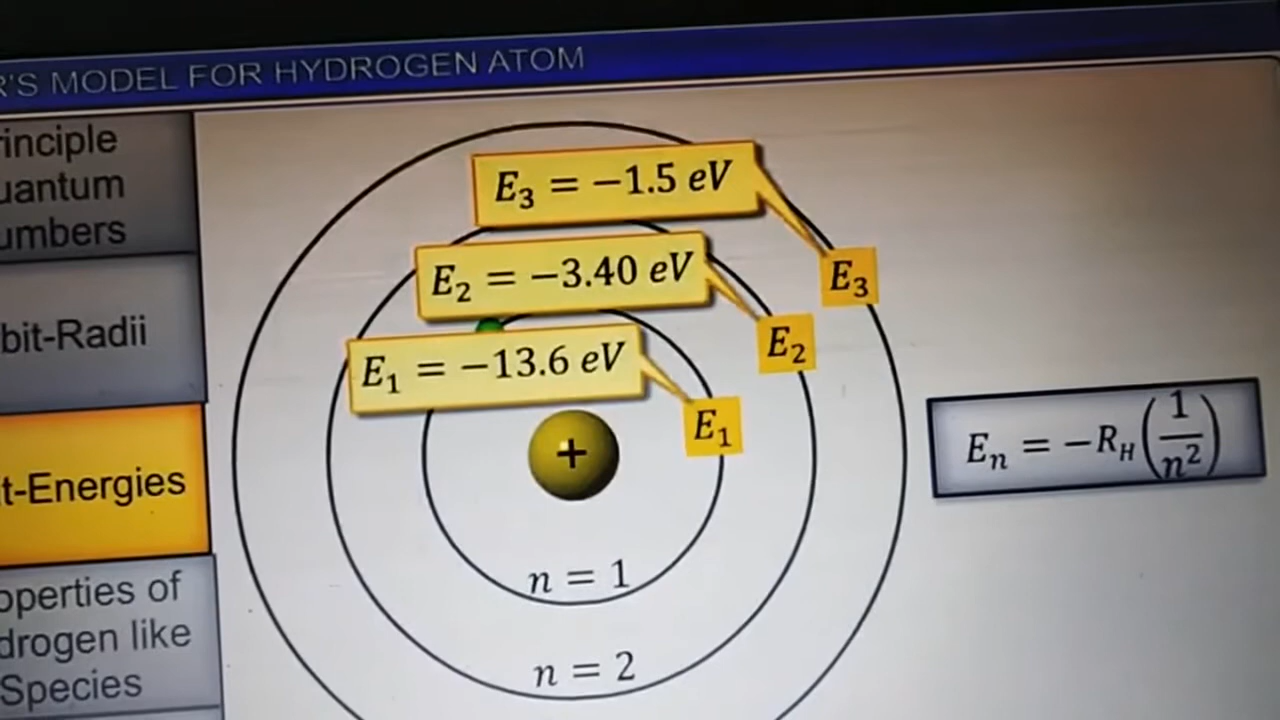 R'S MODEL FOR HYDROGEN ATOM
rinciple
uantum
umbers
bit-Radii
t-Energies
operties of
drogen like
Species
E₃ = −1.5 eV
E₃
E₂ = −3.40 eV
E₂
E₁ = −13.6 eV
E₁
+
n = 1
n = 2
Eₙ = −R_H(1/n²)